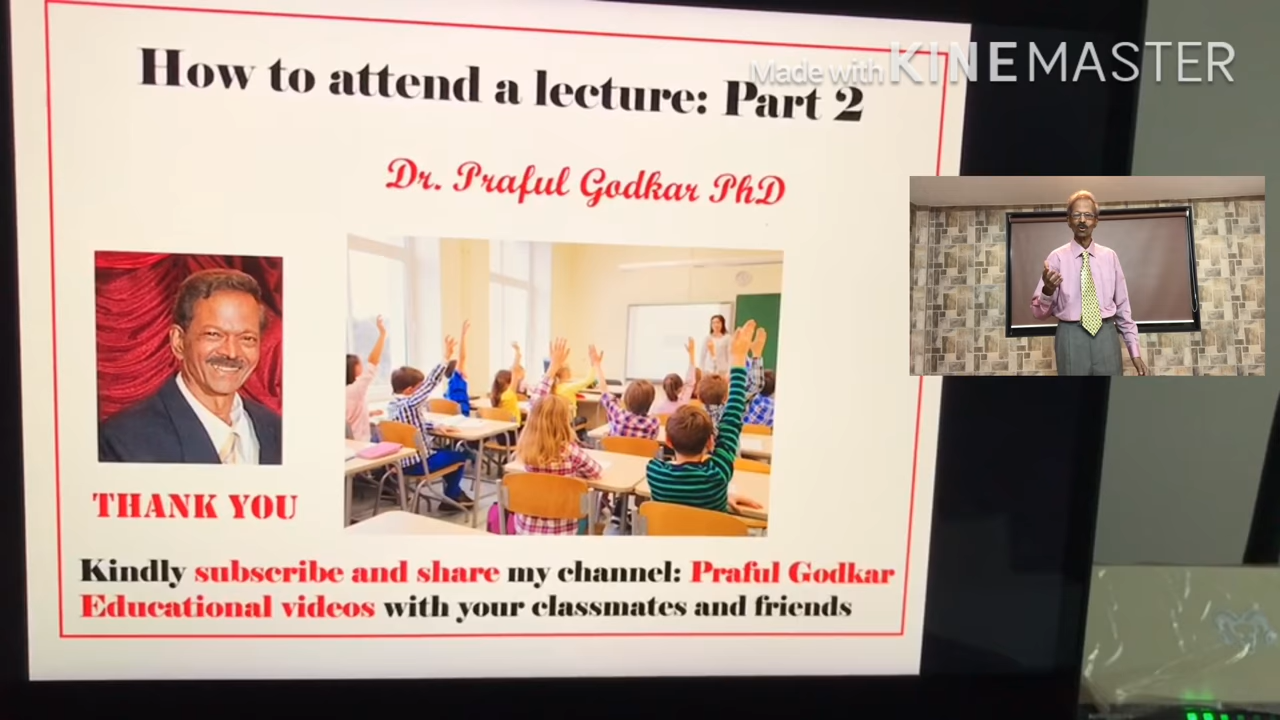 How to attend a lecture: Part 2
Made with KINEMASTER
Dr. Praful Godkar PhD
THANK YOU
Kindly subscribe and share my channel: Praful Godkar
Educational videos with your classmates and friends